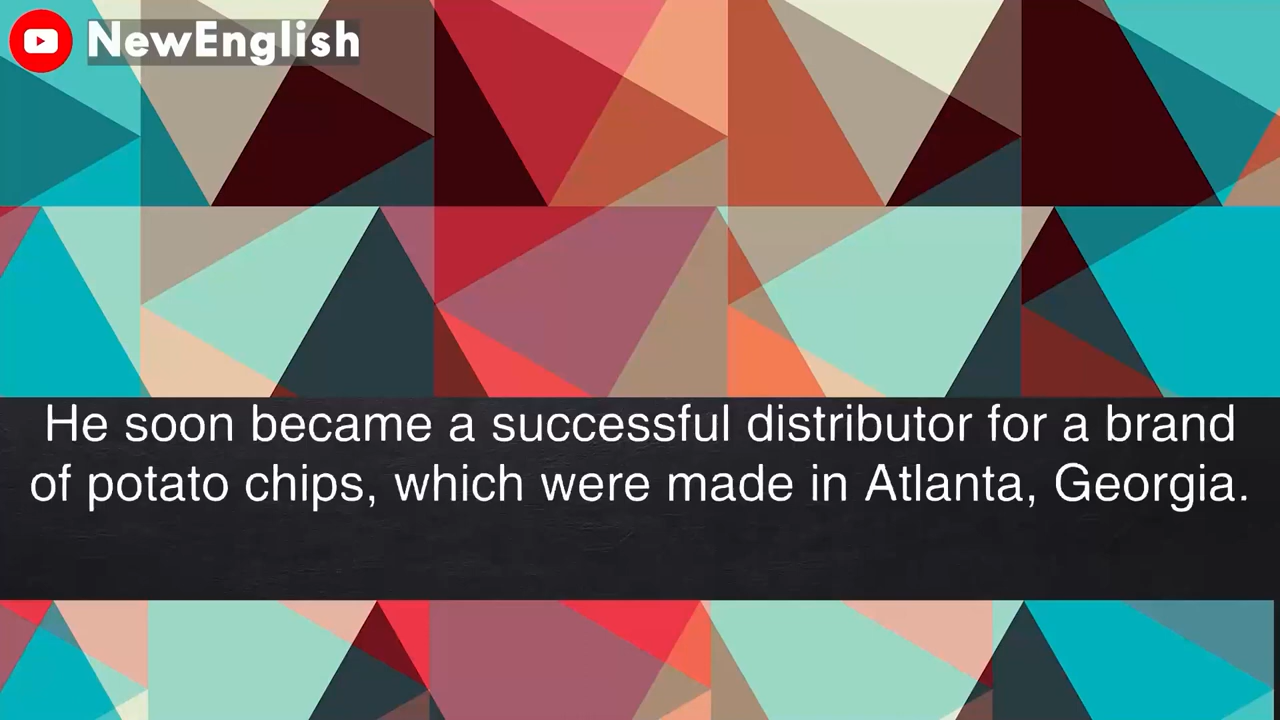 NewEnglish
He soon became a successful distributor for a brand
of potato chips, which were made in Atlanta, Georgia.